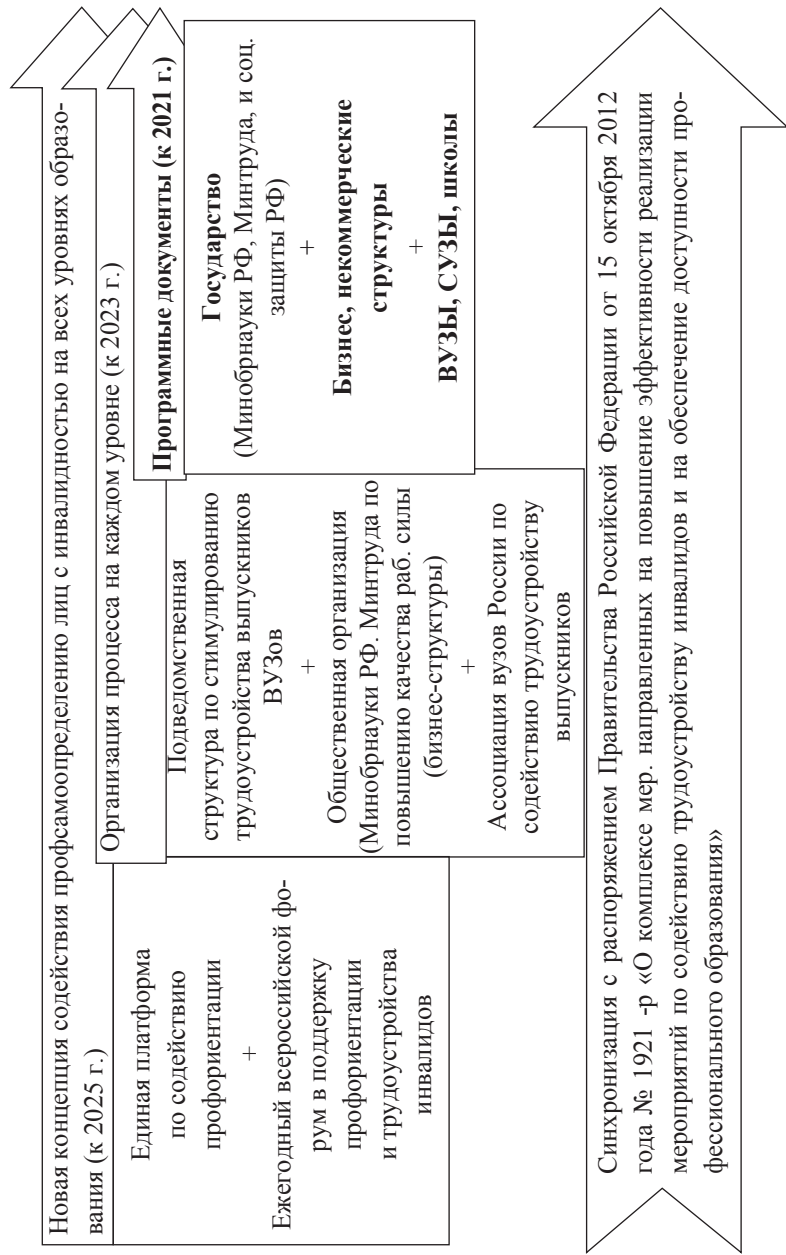 Новая концепция содействия профсамоопределению лиц с инвалидностью на всех уровнях образо-
вания (к 2025 г.)
Единая платформа
по содействию
профориентации
+
Ежегодный всероссийской фо-
рум в поддержку
профориентации
и трудоустройства
инвалидов
Организация процесса на каждом уровне (к 2023 г.)
Подведомственная
структура по стимулированию
трудоустройства выпускников
ВУЗов
+
Общественная организация
(Минобрнауки РФ. Минтруда по
повышению качества раб. силы
(бизнес-структуры)
+
Ассоциация вузов России по
содействию трудоустройству
выпускников
Программные документы (к 2021 г.)
Государство
(Минобрнауки РФ, Минтруда, и соц.
защиты РФ)
+
Бизнес, некоммерческие
структуры
+
ВУЗЫ, СУЗЫ, школы
Синхронизация с распоряжением Правительства Российской Федерации от 15 октября 2012
года № 1921 -р «О комплексе мер. направленных на повышение эффективности реализации
мероприятий по содействию трудоустройству инвалидов и на обеспечение доступности про-
фессионального образования»